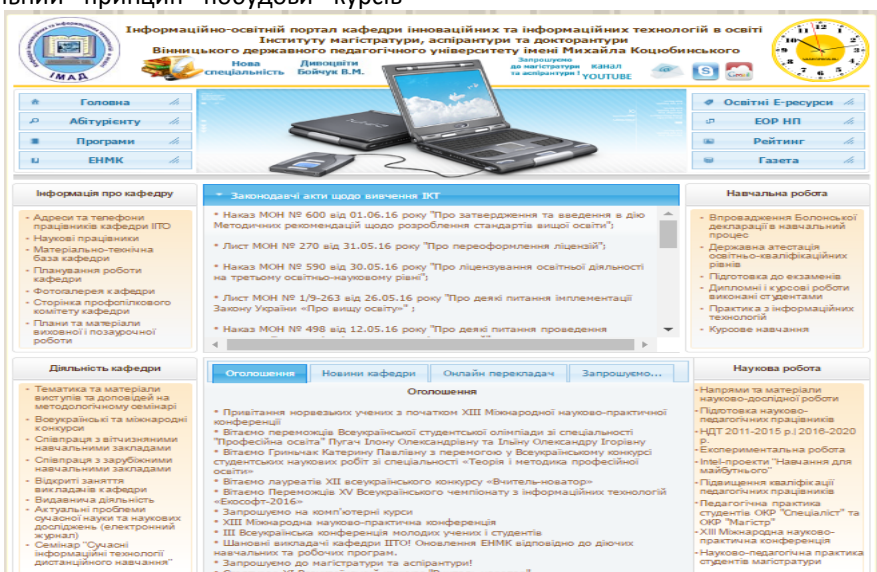 льний принцип побудови курсів
Інформаційно-освітній портал кафедри інноваційних та інформаційних технологій в освіті
Інституту магістратури, аспірантури та докторантури
Вінницького державного педагогічного університету імені Михайла Коцюбинського
ІМАД
Нова
спеціальність
Дивоцвіти
Бойчук В.М.
Запрошуємо
до магістратури
та аспірантури !
КАНАЛ
YOUTUBE
Gmail
Головна
Абітурієнту
Програми
ЕНМК
Освітні Е-ресурси
ЕОР НП
Рейтинг
Газета
Інформація про кафедру
- Адреси та телефони
працівників кафедри ІІТО
- Наукові працівники
- Матеріально-технічна
база кафедри
- Планування роботи
кафедри
- Фотогалерея кафедри
- Сторінка профспілкового
комітету кафедри
- Плани та матеріали
виховної і позаурочної
роботи
Законодавчі акти щодо вивчення ІКТ
* Наказ МОН № 600 від 01.06.16 року "Про затвердження та введення в дію
Методичних рекомендацій щодо розроблення стандартів вищої освіти";
* Лист МОН № 270 від 31.05.16 року "Про переоформлення ліцензій";
* Наказ МОН № 590 від 30.05.16 року "Про ліцензування освітньої діяльності
на третьому освітньо-науковому рівні";
* Лист МОН № 1/9-263 від 26.05.16 року "Про деякі питання імплементації
Закону України «Про вищу освіту»" ;
* Наказ МОН № 498 від 12.05.16 року "Про деякі питання проведення
Навчальна робота
- Впровадження Болонської
декларації в навчальний
процес
- Державна атестація
освітньо-кваліфікаційних
рівнів
- Підготовка до екзаменів
- Дипломні і курсові роботи
виконані студентами
- Практика з інформаційних
технологій
- Курсове навчання
Діяльність кафедри
- Тематика та матеріали
виступів та доповідей на
методологічному семінарі
- Всеукраїнські та міжнародні
конкурси
- Співпраця з вітчизняними
навчальними закладами
- Співпраця з зарубіжними
навчальними закладами
- Відкриті заняття
викладачів кафедри
- Видавнича діяльність
- Актуальні проблеми
сучасної науки та наукових
досліджень (електронний
журнал)
- Семінар "Сучасні
інформаційні технології
дистанційного навчання"
Оголошення
Новини кафедри
Онлайн перекладач
Запрошуємо...
Оголошення
* Привітання норвезьких учених з початком XIII Міжнародної науково-практичної
конференції
* Вітаємо переможців Всеукраїнської студентської олімпіади зі спеціальності
"Професійна освіта" Пугач Ілону Олександрівну та Ільїну Олександру Ігорівну
* Вітаємо Гриньчак Катерину Павлівну з перемогою у Всеукраїнському конкурсі
студентських наукових робіт зі спеціальності «Теорія і методика професійної
освіти»
* Вітаємо лауреатів XII всеукраїнського конкурсу «Вчитель-новатор»
* Вітаємо Переможців XV Всеукраїнського чемпіонату з інформаційних технологій
«Екософт-2016»
* Запрошуємо на комп'ютерні курси
* XIII Міжнародна науково-практична конференція
* III Всеукраїнська конференція молодих учених і студентів
* Шановні викладачі кафедри ІІТО! Оновлення ЕНМК відповідно до діючих
навчальних та робочих програм.
* Запрошуємо до магістратури та аспірантури!
Наукова робота
-Напрями та матеріали
науково-дослідної роботи
-Підготовка науково-
педагогічних працівників
-НДТ 2011-2015 р.і 2016-2020
р.
-Експериментальна робота
-Intel-проекти "Навчання для
майбутнього"
-Підвищення кваліфікації
педагогічних працівників
-Педагогічна практика
студентів ОКР "Спеціаліст" та
ОКР "Магістр"
-XIII Міжнародна науково-
практична конференція
-Науково-педагогічна практика
студентів магістратури